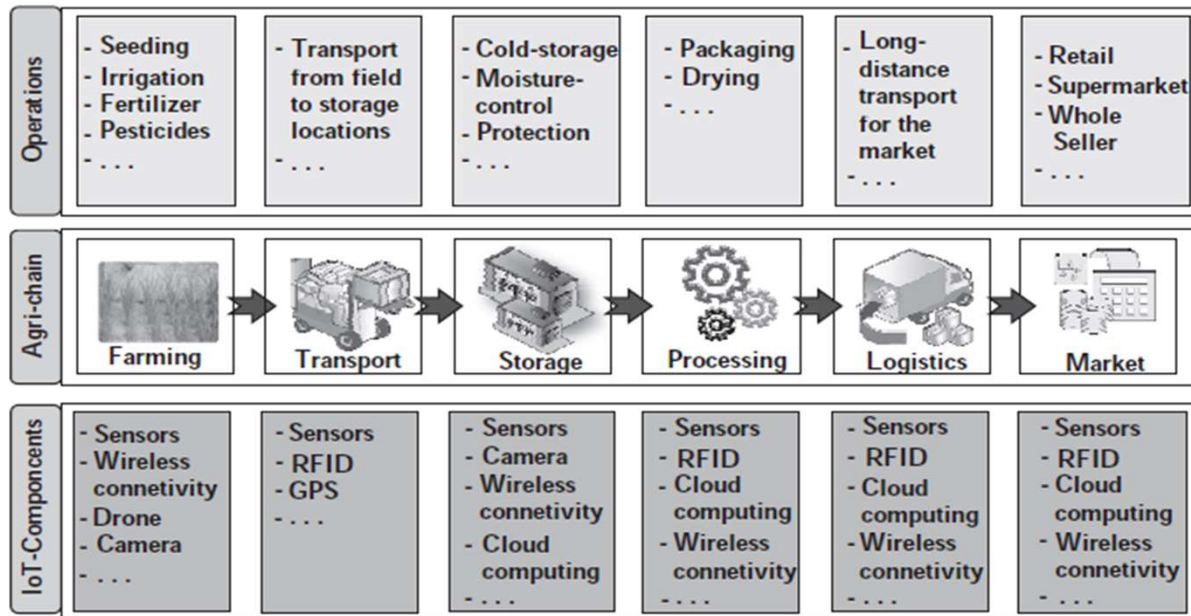 Operations
- Seeding
- Irrigation
- Fertilizer
- Pesticides
- . . .
- Transport
from field
to storage
locations
- . . .
- Cold-storage
- Moisture-
control
- Protection
- . . .
- Packaging
- Drying
- . . .
- Long-
distance
transport
for the
market
- . . .
- Retail
- Supermarket
- Whole
Seller
- . . .
Agri-chain
Farming
Transport
Storage
Processing
Logistics
Market
IoT-Componcents
- Sensors
- Wireless
connetivity
- Drone
- Camera
- . . .
- Sensors
- RFID
- GPS
- . . .
- Sensors
- Camera
- Wireless
connetivity
- Cloud
computing
- . . .
- Sensors
- RFID
- Cloud
computing
- Wireless
connetivity
- . . .
- Sensors
- RFID
- Cloud
computing
- Wireless
connetivity
- . . .
- Sensors
- RFID
- Cloud
computing
- Wireless
connetivity
- . . .